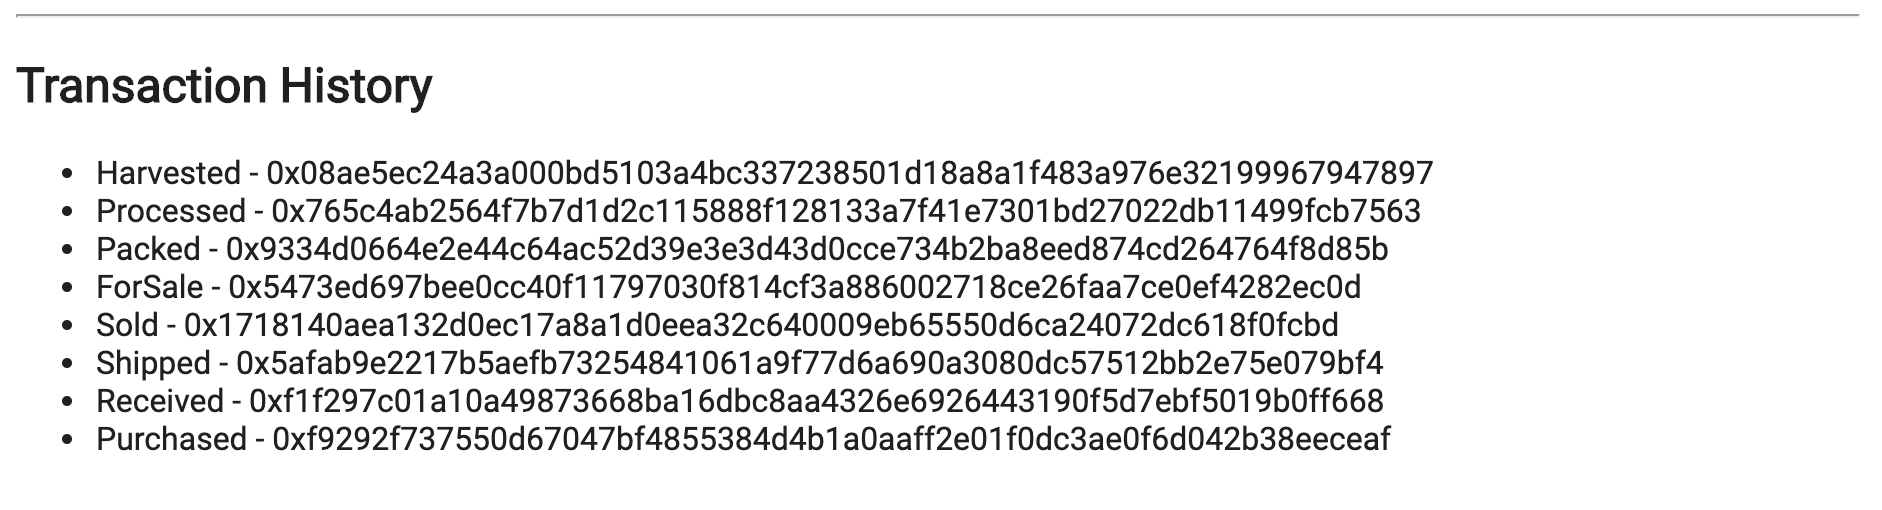 Transaction History
• Harvested - 0x08ae5ec24a3a000bd5103a4bc337238501d18a8a1f483a976e32199967947897
• Processed - 0x765c4ab2564f7b7d1d2c115888f128133a7f41e7301bd27022db11499fcb7563
• Packed - 0x9334d0664e2e44c64ac52d39e3e3d43d0cce734b2ba8eed874cd264764f8d85b
• ForSale - 0x5473ed697bee0cc40f11797030f814cf3a886002718ce26faa7ce0ef4282ec0d
• Sold - 0x1718140aea132d0ec17a8a1d0eea32c640009eb65550d6ca24072dc618f0fcbd
• Shipped - 0x5afab9e2217b5aefb73254841061a9f77d6a690a3080dc57512bb2e75e079bf4
• Received - 0xf1f297c01a10a49873668ba16dbc8aa4326e6926443190f5d7ebf5019b0ff668
• Purchased - 0xf9292f737550d67047bf4855384d4b1a0aaff2e01f0dc3ae0f6d042b38eeceaf